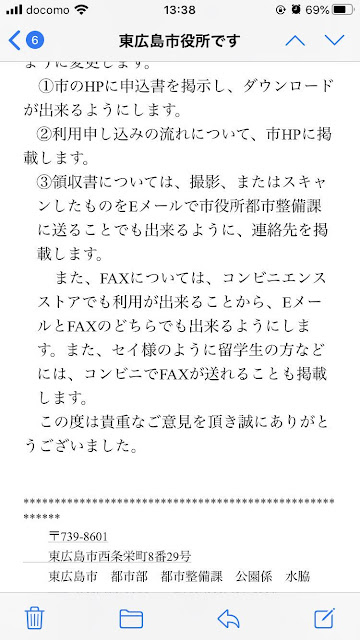 docomo 13:38 69%
6 東広島市役所です
ように変更します。
①市のHPに申込書を掲示し、ダウンロード
が出来るようにします。
②利用申し込みの流れについて、市HPに掲
載します。
③領収書については、撮影、またはスキャ
ンしたものをEメールで市役所都市整備課
に送ることでも出来るように、連絡先を掲
載します。
また、FAXについては、コンビニエンス
ストアでも利用が出来ることから、Eメー
ルとFAXのどちらでも出来るようにしま
す。また、セイ様のように留学生の方など
には、コンビニでFAXが送れることも掲載
します。
この度は貴重なご意見を頂き誠にありがと
うございました。
**************************************************
******
〒739-8601
東広島市西条栄町8番29号
東広島市 都市部 都市整備課 公園係 水脇